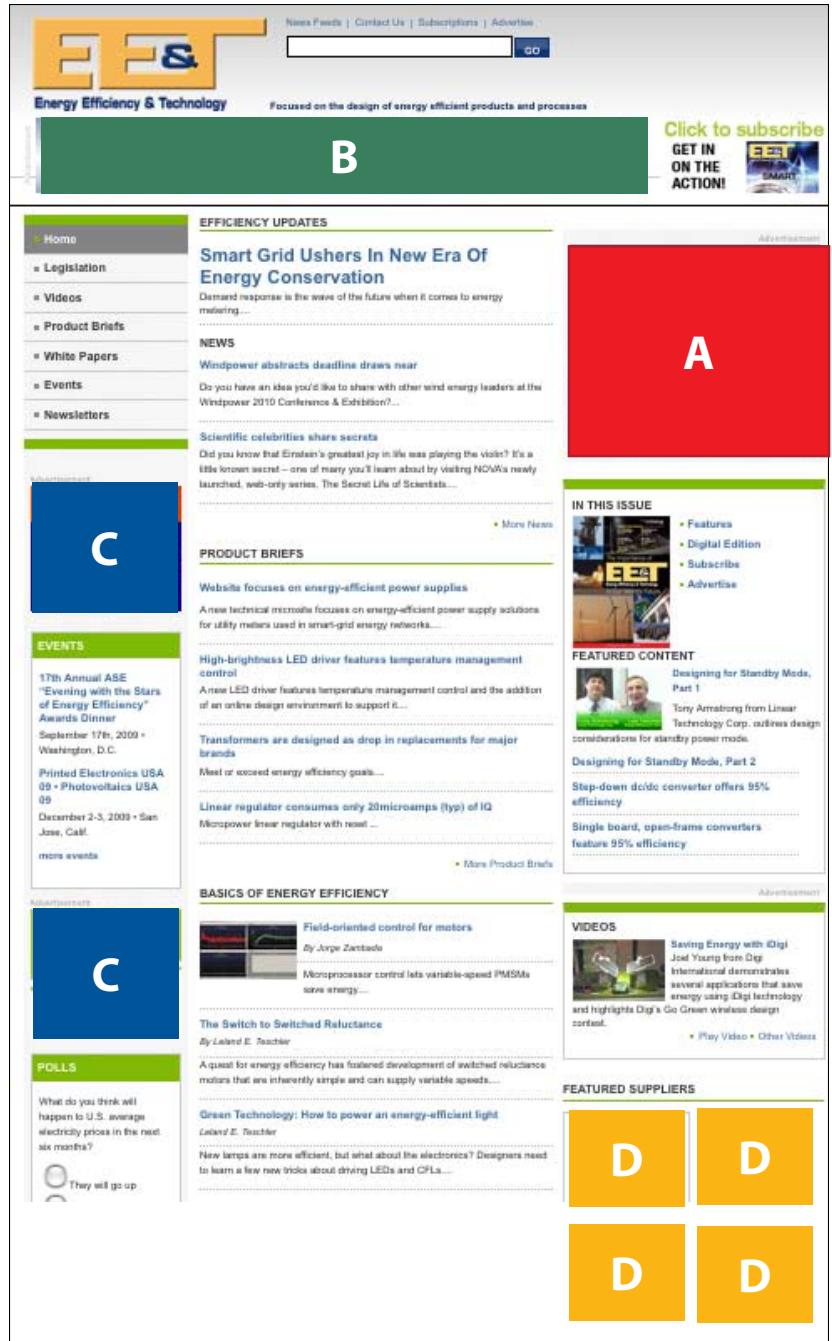 News Feeds | Contact Us | Subscriptions | Advertise
GO
EE&T
Energy Efficiency & Technology
Focused on the design of energy efficient products and processes
Advertisement
B
Click to subscribe
GET IN
ON THE
ACTION!
EE&T
SMART
Home
Legislation
Videos
Product Briefs
White Papers
Events
Newsletters
Advertisement
C
EVENTS
17th Annual ASE
"Evening with the Stars
of Energy Efficiency"
Awards Dinner
September 17th, 2009 •
Washington, D.C.
Printed Electronics USA
09 • Photovoltaics USA
09
December 2-3, 2009 • San
Jose, Calif.
more events
Advertisement
C
POLLS
What do you think will
happen to U.S. average
electricity prices in the next
six months?
They will go up
EFFICIENCY UPDATES
Smart Grid Ushers In New Era Of
Energy Conservation
Demand response is the wave of the future when it comes to energy
metering....
NEWS
Windpower abstracts deadline draws near
Do you have an idea you'd like to share with other wind energy leaders at the
Windpower 2010 Conference & Exhibition?...
Scientific celebrities share secrets
Did you know that Einstein's greatest joy in life was playing the violin? It's a
little known secret – one of many you'll learn about by visiting NOVA's newly
launched, web-only series, The Secret Life of Scientists....
• More News
PRODUCT BRIEFS
Website focuses on energy-efficient power supplies
A new technical microsite focuses on energy-efficient power supply solutions
for utility meters used in smart-grid energy networks....
High-brightness LED driver features temperature management
control
A new LED driver features temperature management control and the addition
of an online design environment to support it....
Transformers are designed as drop in replacements for major
brands
Meet or exceed energy efficiency goals....
Linear regulator consumes only 20microamps (typ) of IQ
Micropower linear regulator with reset ...
• More Product Briefs
BASICS OF ENERGY EFFICIENCY
Field-oriented control for motors
By Jorge Zambada
Microprocessor control lets variable-speed PMSMs
save energy....
The Switch to Switched Reluctance
By Leland E. Teschler
A quest for energy efficiency has fostered development of switched reluctance
motors that are inherently simple and can supply variable speeds....
Green Technology: How to power an energy-efficient light
Leland E. Teschler
New lamps are more efficient, but what about the electronics? Designers need
to learn a few new tricks about driving LEDs and CFLs....
Advertisement
A
IN THIS ISSUE
EE&T
• Features
• Digital Edition
• Subscribe
• Advertise
FEATURED CONTENT
Designing for Standby Mode,
Part 1
Tony Armstrong from Linear
Technology Corp. outlines design
considerations for standby power mode.
Designing for Standby Mode, Part 2
Step-down dc/dc converter offers 95%
efficiency
Single board, open-frame converters
feature 95% efficiency
Advertisement
VIDEOS
Saving Energy with iDigi
Joel Young from Digi
International demonstrates
several applications that save
energy using iDigi technology
and highlights Digi's Go Green wireless design
contest.
• Play Video • Other Videos
FEATURED SUPPLIERS
D
D
D
D